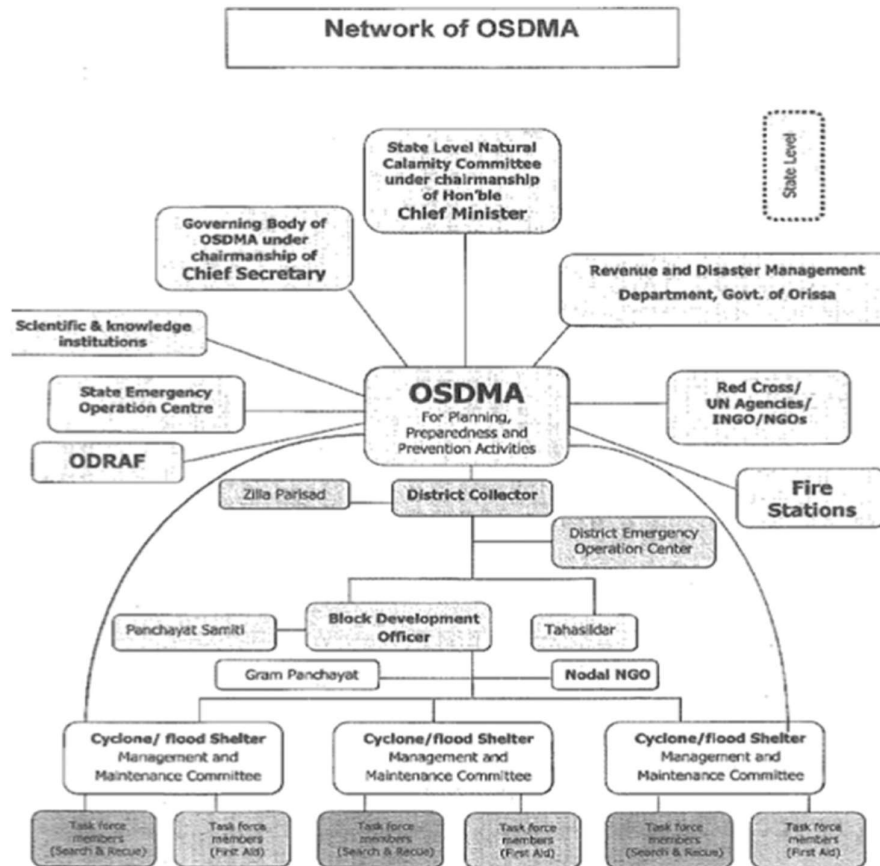 Network of OSDMA
State Level
State Level Natural
Calamity Committee
under chairmanship
of Hon'ble
Chief Minister
Governing Body of
OSDMA under
chairmanship of
Chief Secretary
Revenue and Disaster Management
Department, Govt. of Orissa
Scientific & knowledge
institutions
OSDMA
For Planning,
Preparedness and
Prevention Activities
Red Cross/
UN Agencies/
INGO/NGOs
State Emergency
Operation Centre
ODRAF
Fire
Stations
Zilla Parisad
District Collector
District Emergency
Operation Center
Panchayat Samiti
Block Development
Officer
Tahasildar
Gram Panchayat
Nodal NGO
Cyclone/ flood Shelter
Management and
Maintenance Committee
Cyclone/flood Shelter
Management and
Maintenance Committee
Cyclone/flood Shelter
Management and
Maintenance Committee
Task force
members
(Search & Recue)
Task force
members
(First Aid)
Task force
members
(Search & Recue)
Task force
members
(First Aid)
Task force
members
(Search & Recue)
Task force
members
(First Aid)